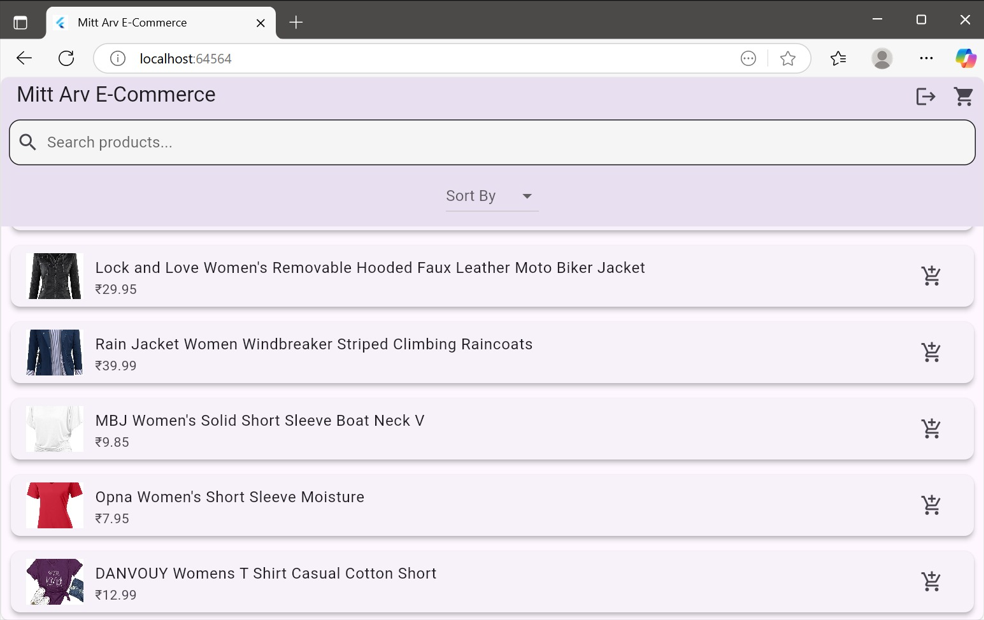 Mitt Arv E-Commerce
localhost:64564
Mitt Arv E-Commerce
Search products...
Sort By
Lock and Love Women's Removable Hooded Faux Leather Moto Biker Jacket
₹29.95
Rain Jacket Women Windbreaker Striped Climbing Raincoats
₹39.99
MBJ Women's Solid Short Sleeve Boat Neck V
₹9.85
Opna Women's Short Sleeve Moisture
₹7.95
DANVOUY Womens T Shirt Casual Cotton Short
₹12.99